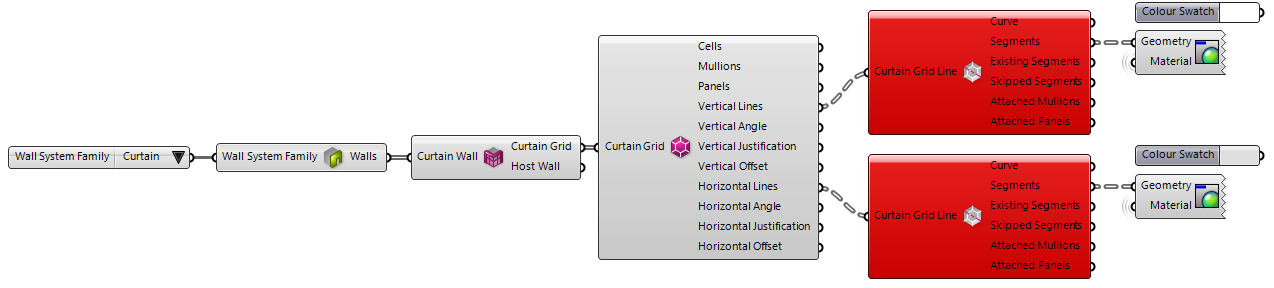 Wall System Family
Curtain
Wall System Family
Walls
Curtain Wall
Curtain Grid
Host Wall
Curtain Grid
Cells
Mullions
Panels
Vertical Lines
Vertical Angle
Vertical Justification
Vertical Offset
Horizontal Lines
Horizontal Angle
Horizontal Justification
Horizontal Offset
Curtain Grid Line
Curve
Segments
Existing Segments
Skipped Segments
Attached Mullions
Attached Panels
Colour Swatch
Geometry
Material
Curtain Grid Line
Curve
Segments
Existing Segments
Skipped Segments
Attached Mullions
Attached Panels
Colour Swatch
Geometry
Material